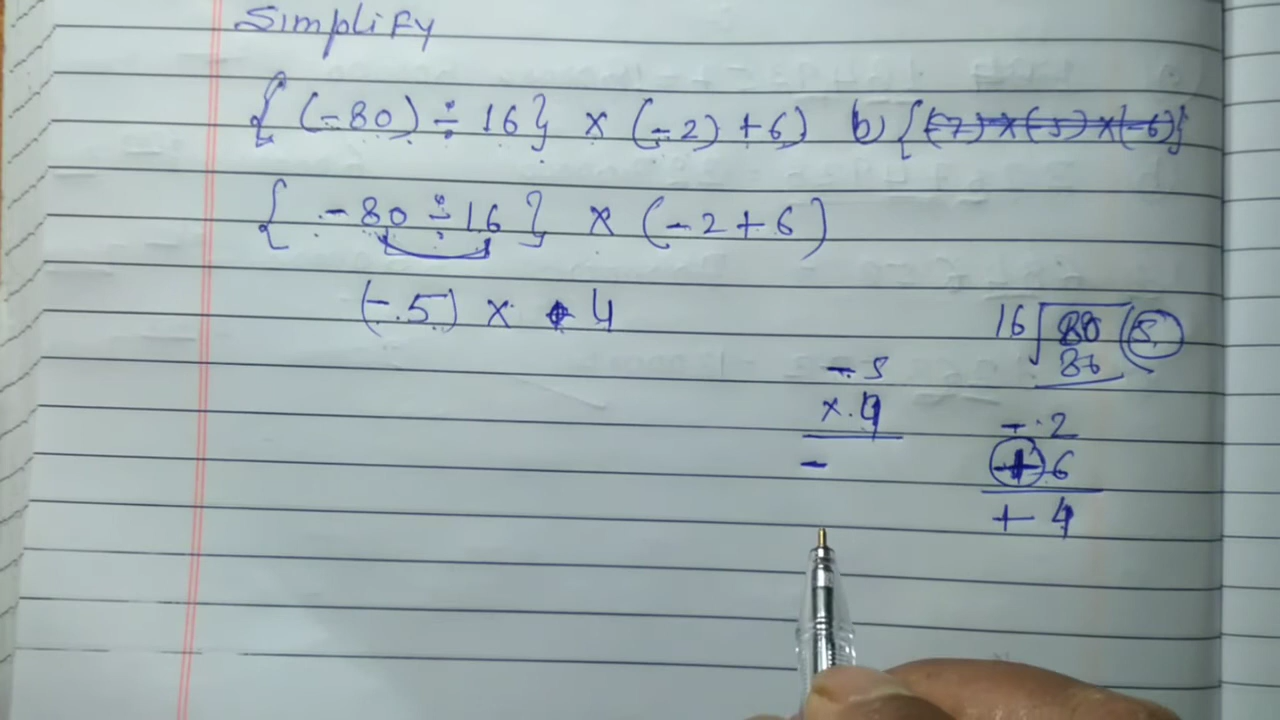 Simplify
{(-80) ÷ 16} × (-2) + 6) b) {(-7) × (-5) × (-6)}
{ -80 ÷ 16 } × (-2 + 6)
(-5) × 4
16 80 (5
80
-5
× 4
-
-2
+ 6
+ 4